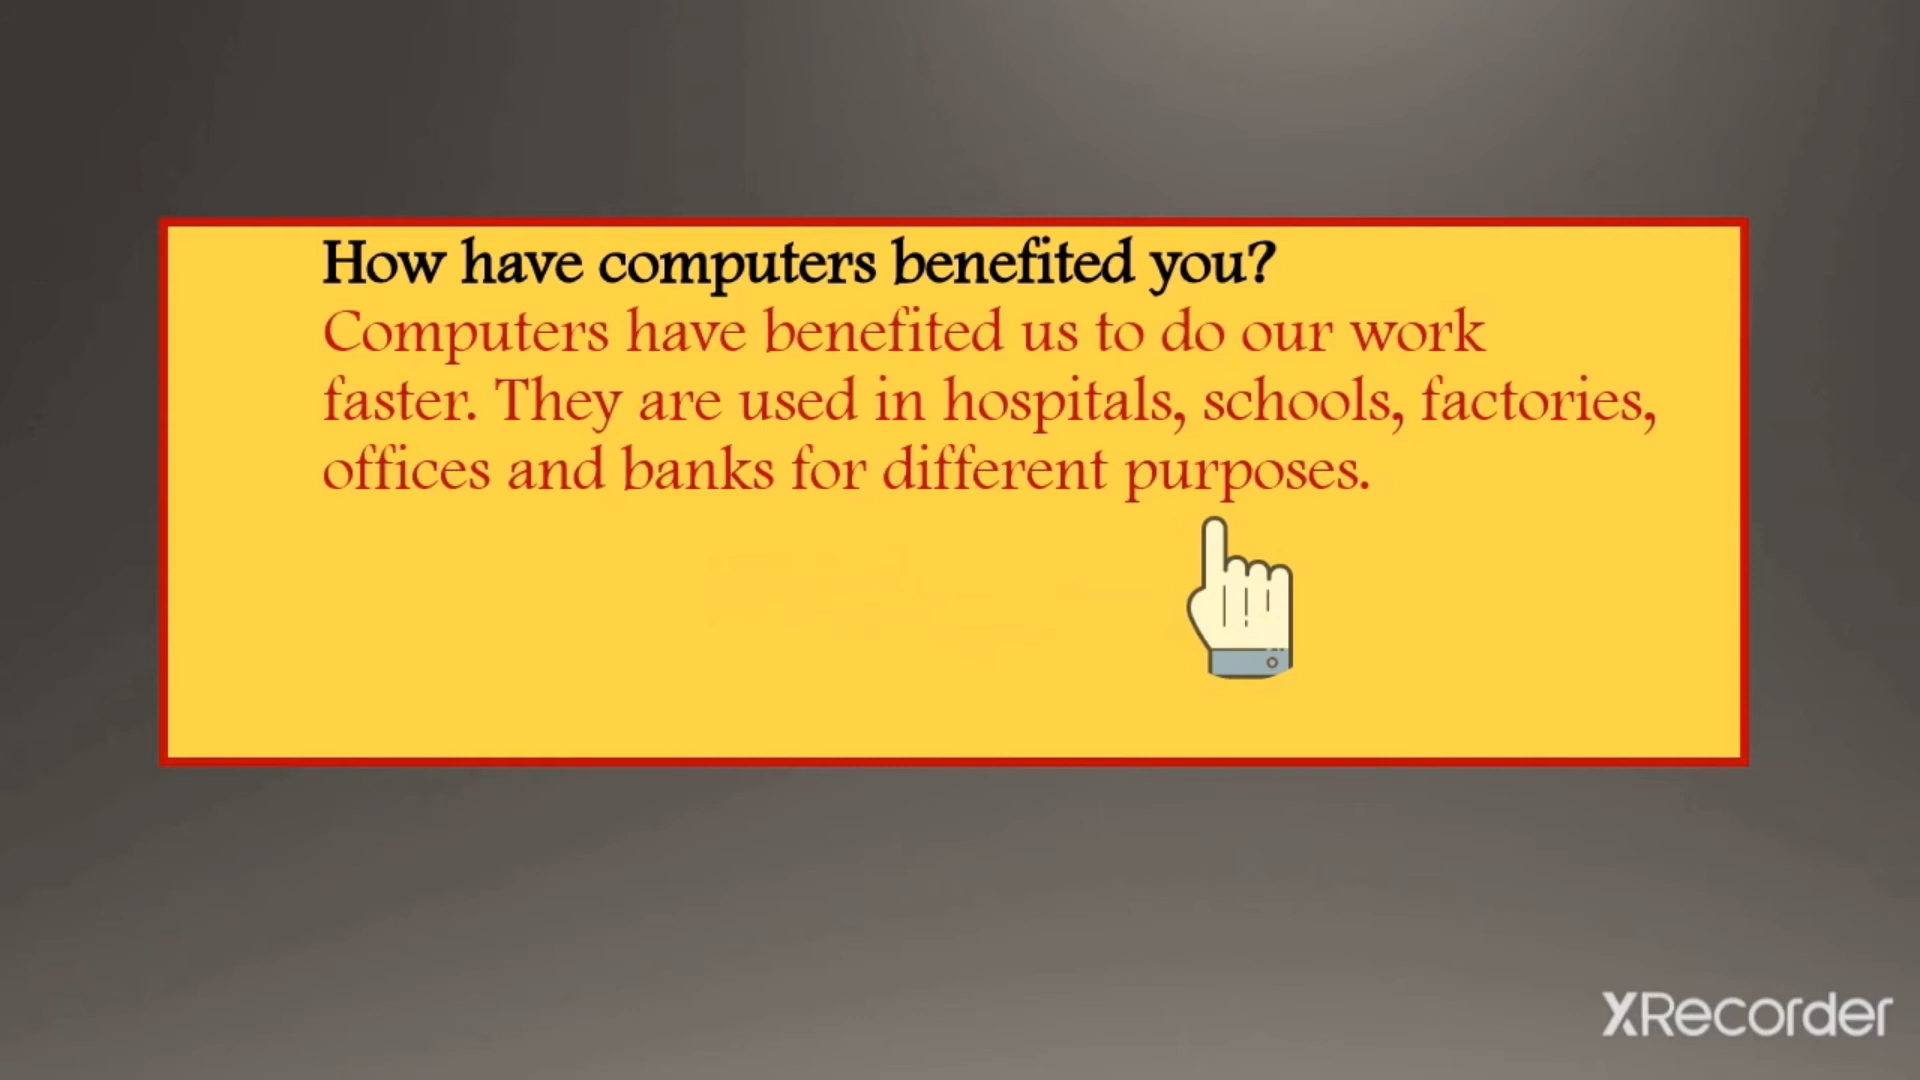 How have computers benefited you?
Computers have benefited us to do our work
faster. They are used in hospitals, schools, factories,
offices and banks for different purposes.
XRecorder